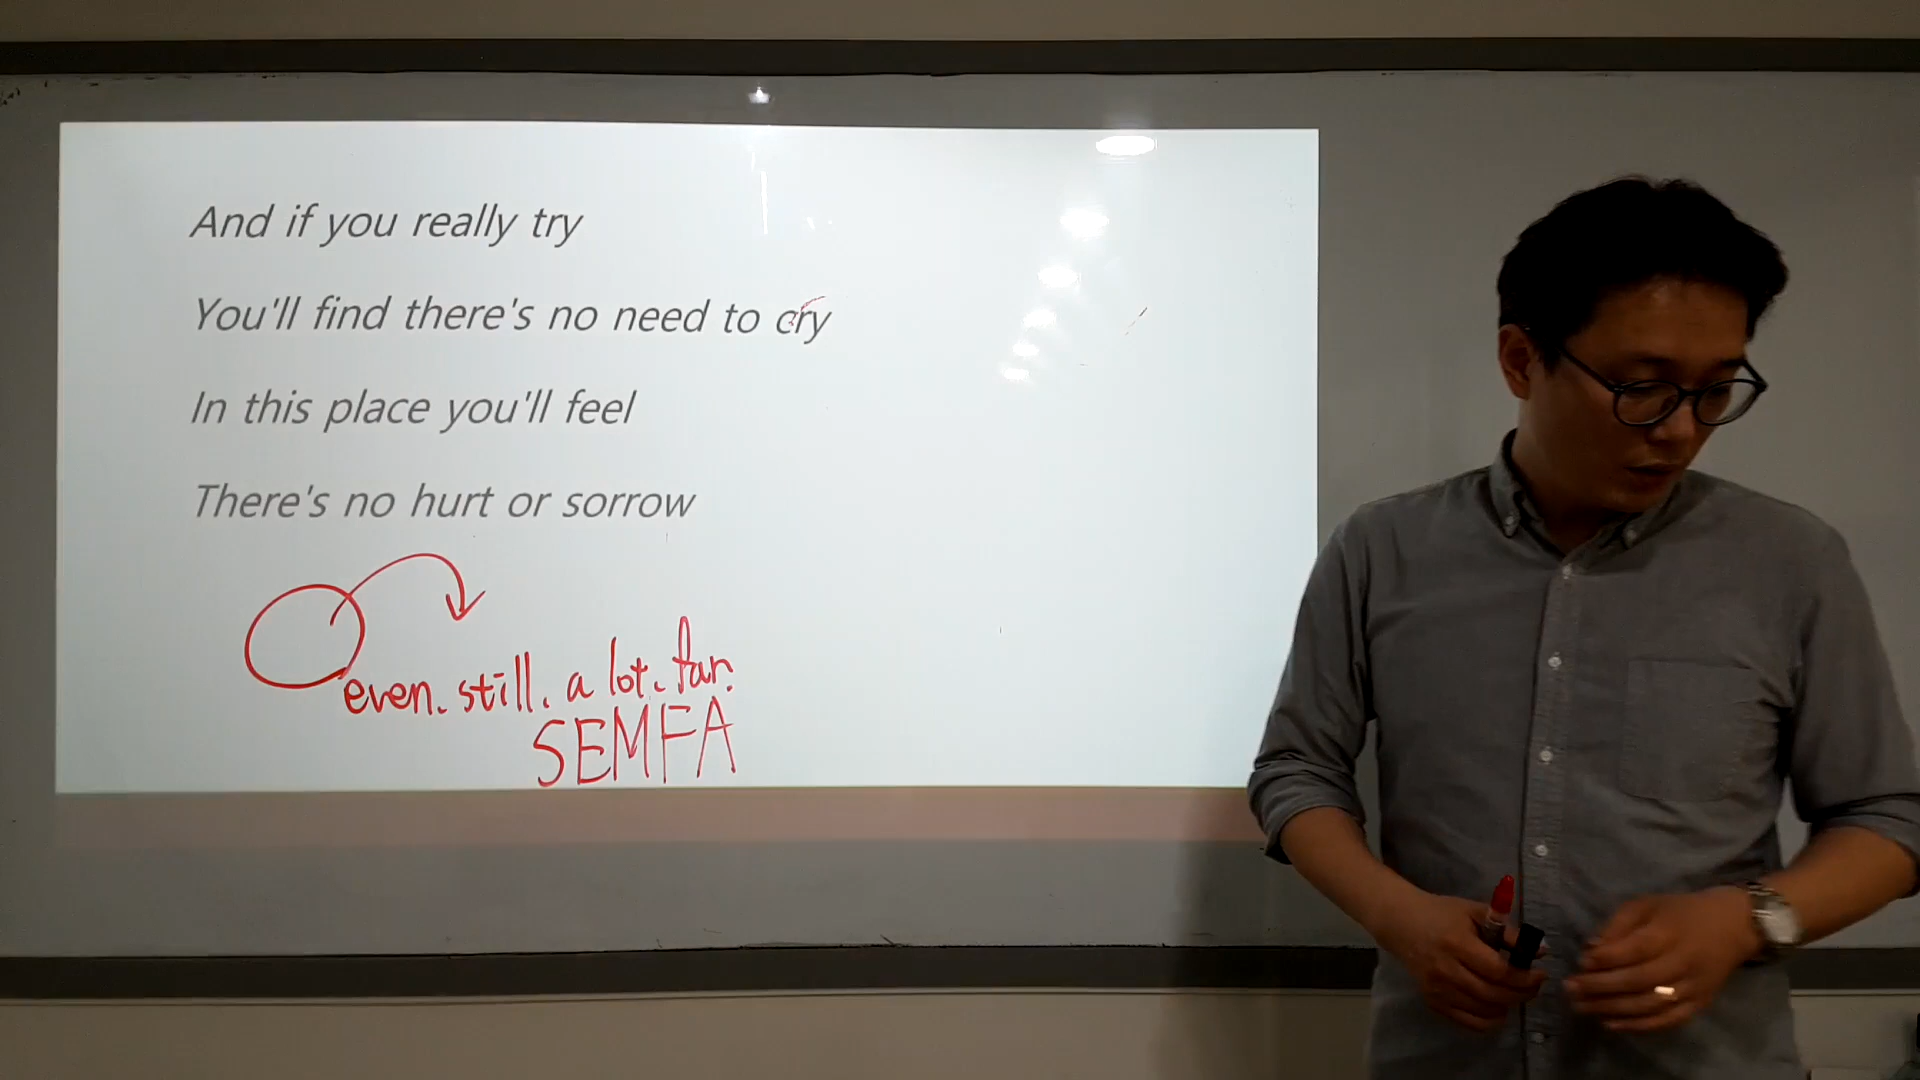 And if you really try
You'll find there's no need to cry
In this place you'll feel
There's no hurt or sorrow
even. still. a lot. far.
SEMFA